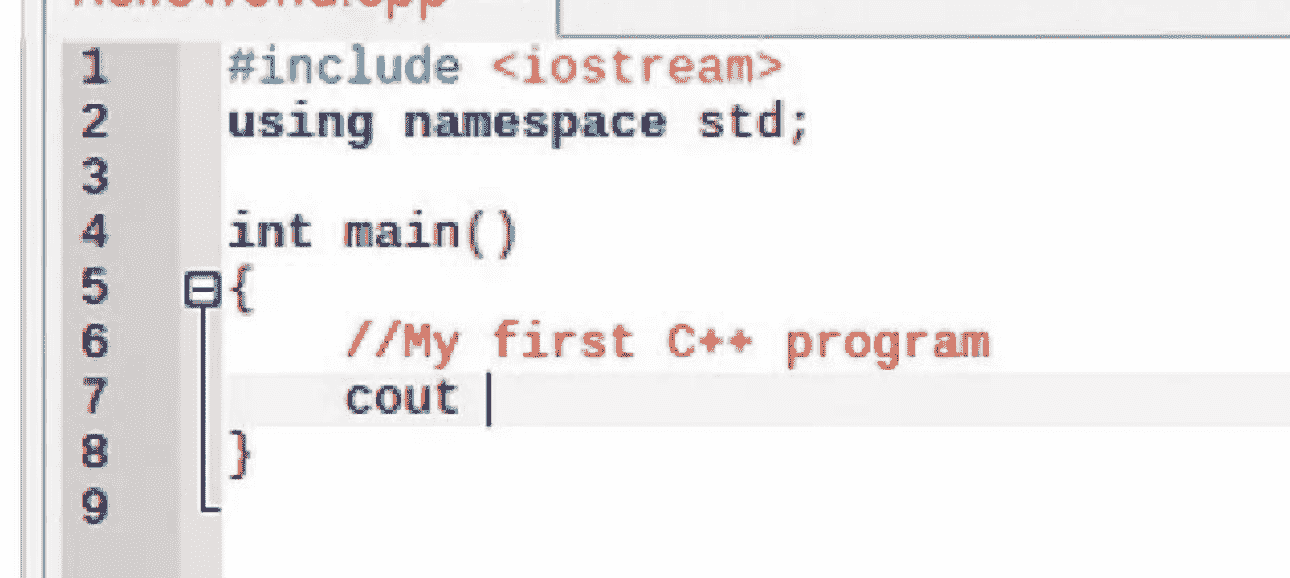 1 #include <iostream>
2 using namespace std;
3
4 int main()
5 {
6 //My first C++ program
7 cout
8 }
9